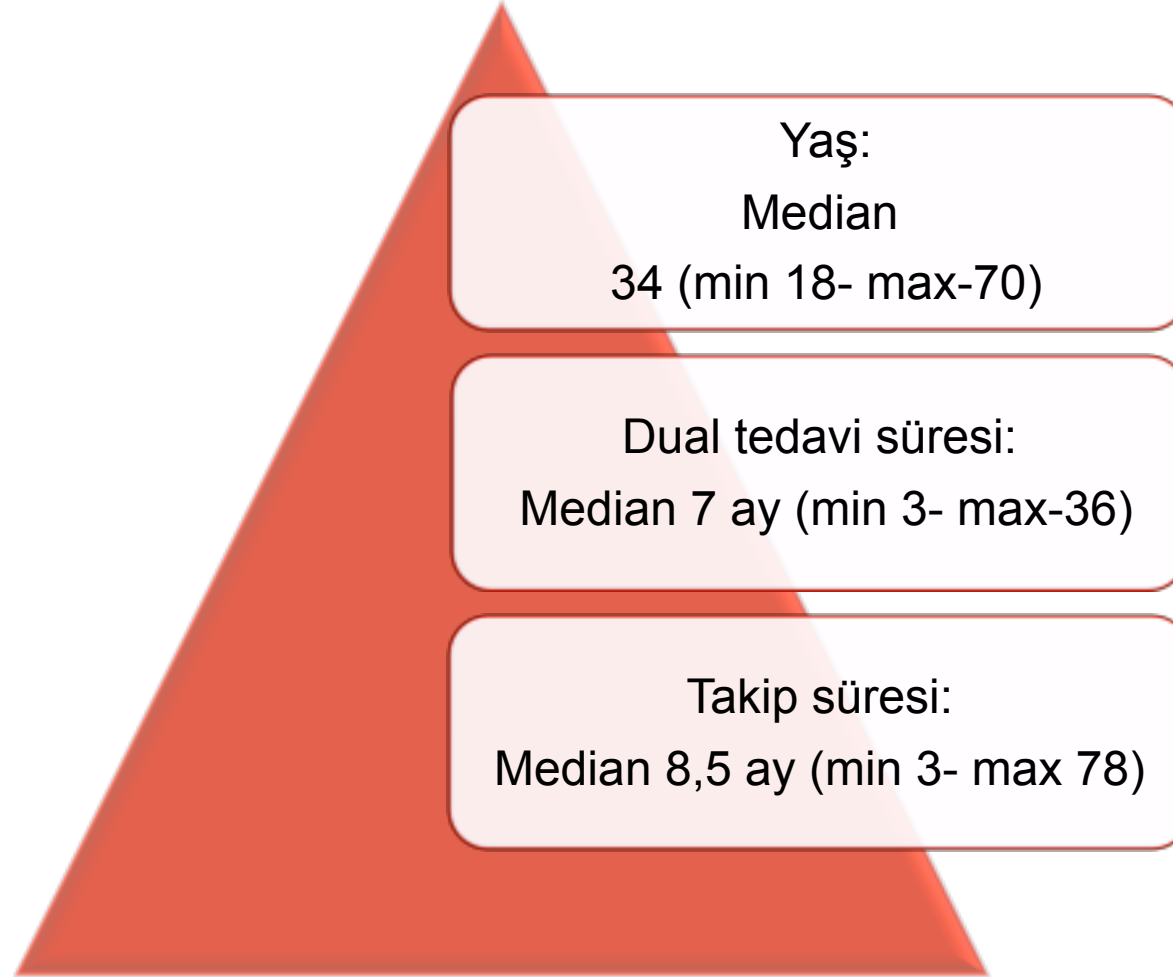 Yaş:
Median
34 (min 18- max-70)
Dual tedavi süresi:
Median 7 ay (min 3- max-36)
Takip süresi:
Median 8,5 ay (min 3- max 78)